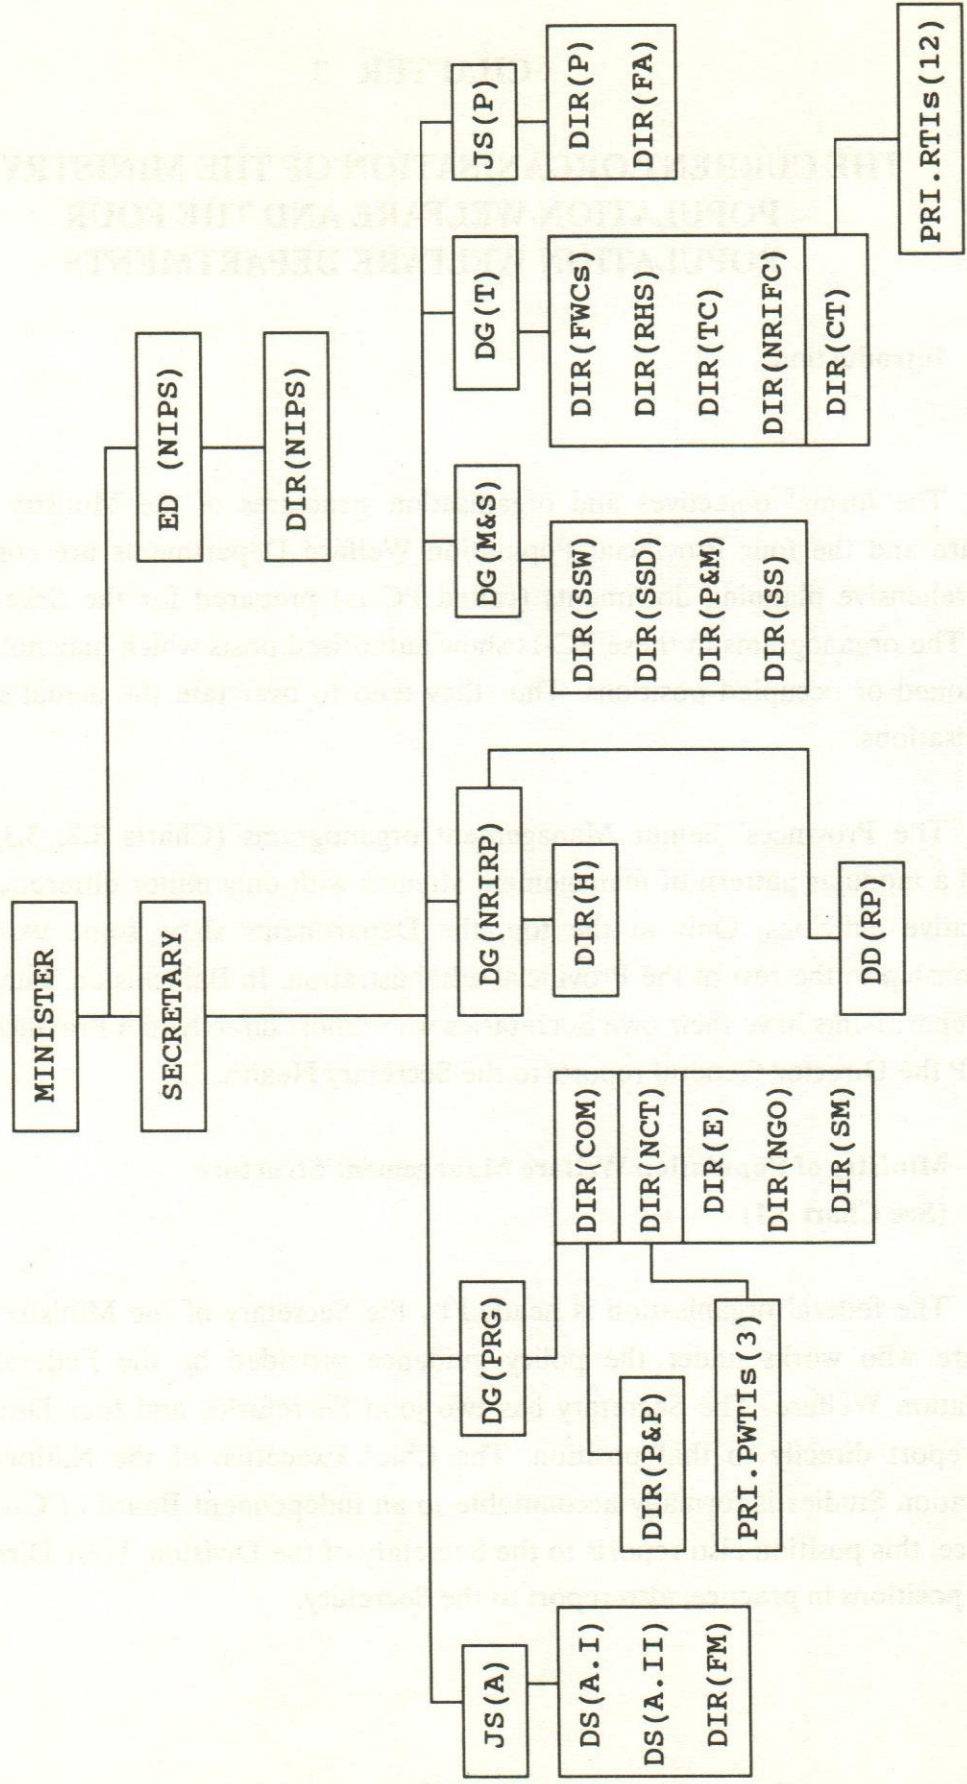 MINISTER
SECRETARY
ED (NIPS)
DIR(NIPS)
JS(A)
DS(A.I)
DS(A.II)
DIR(FM)
DG(PRG)
DIR(COM)
DIR(NCT)
DIR(E)
DIR(NGO)
DIR(SM)
DIR(P&P)
PRI.PWTIs(3)
DG(NRIRP)
DIR(H)
DD(RP)
DG(M&S)
DIR(SSW)
DIR(SSD)
DIR(P&M)
DIR(SS)
DG(T)
DIR(FWCs)
DIR(RHS)
DIR(TC)
DIR(NRIFC)
DIR(CT)
PRI.RTIs(12)
JS(P)
DIR(P)
DIR(FA)